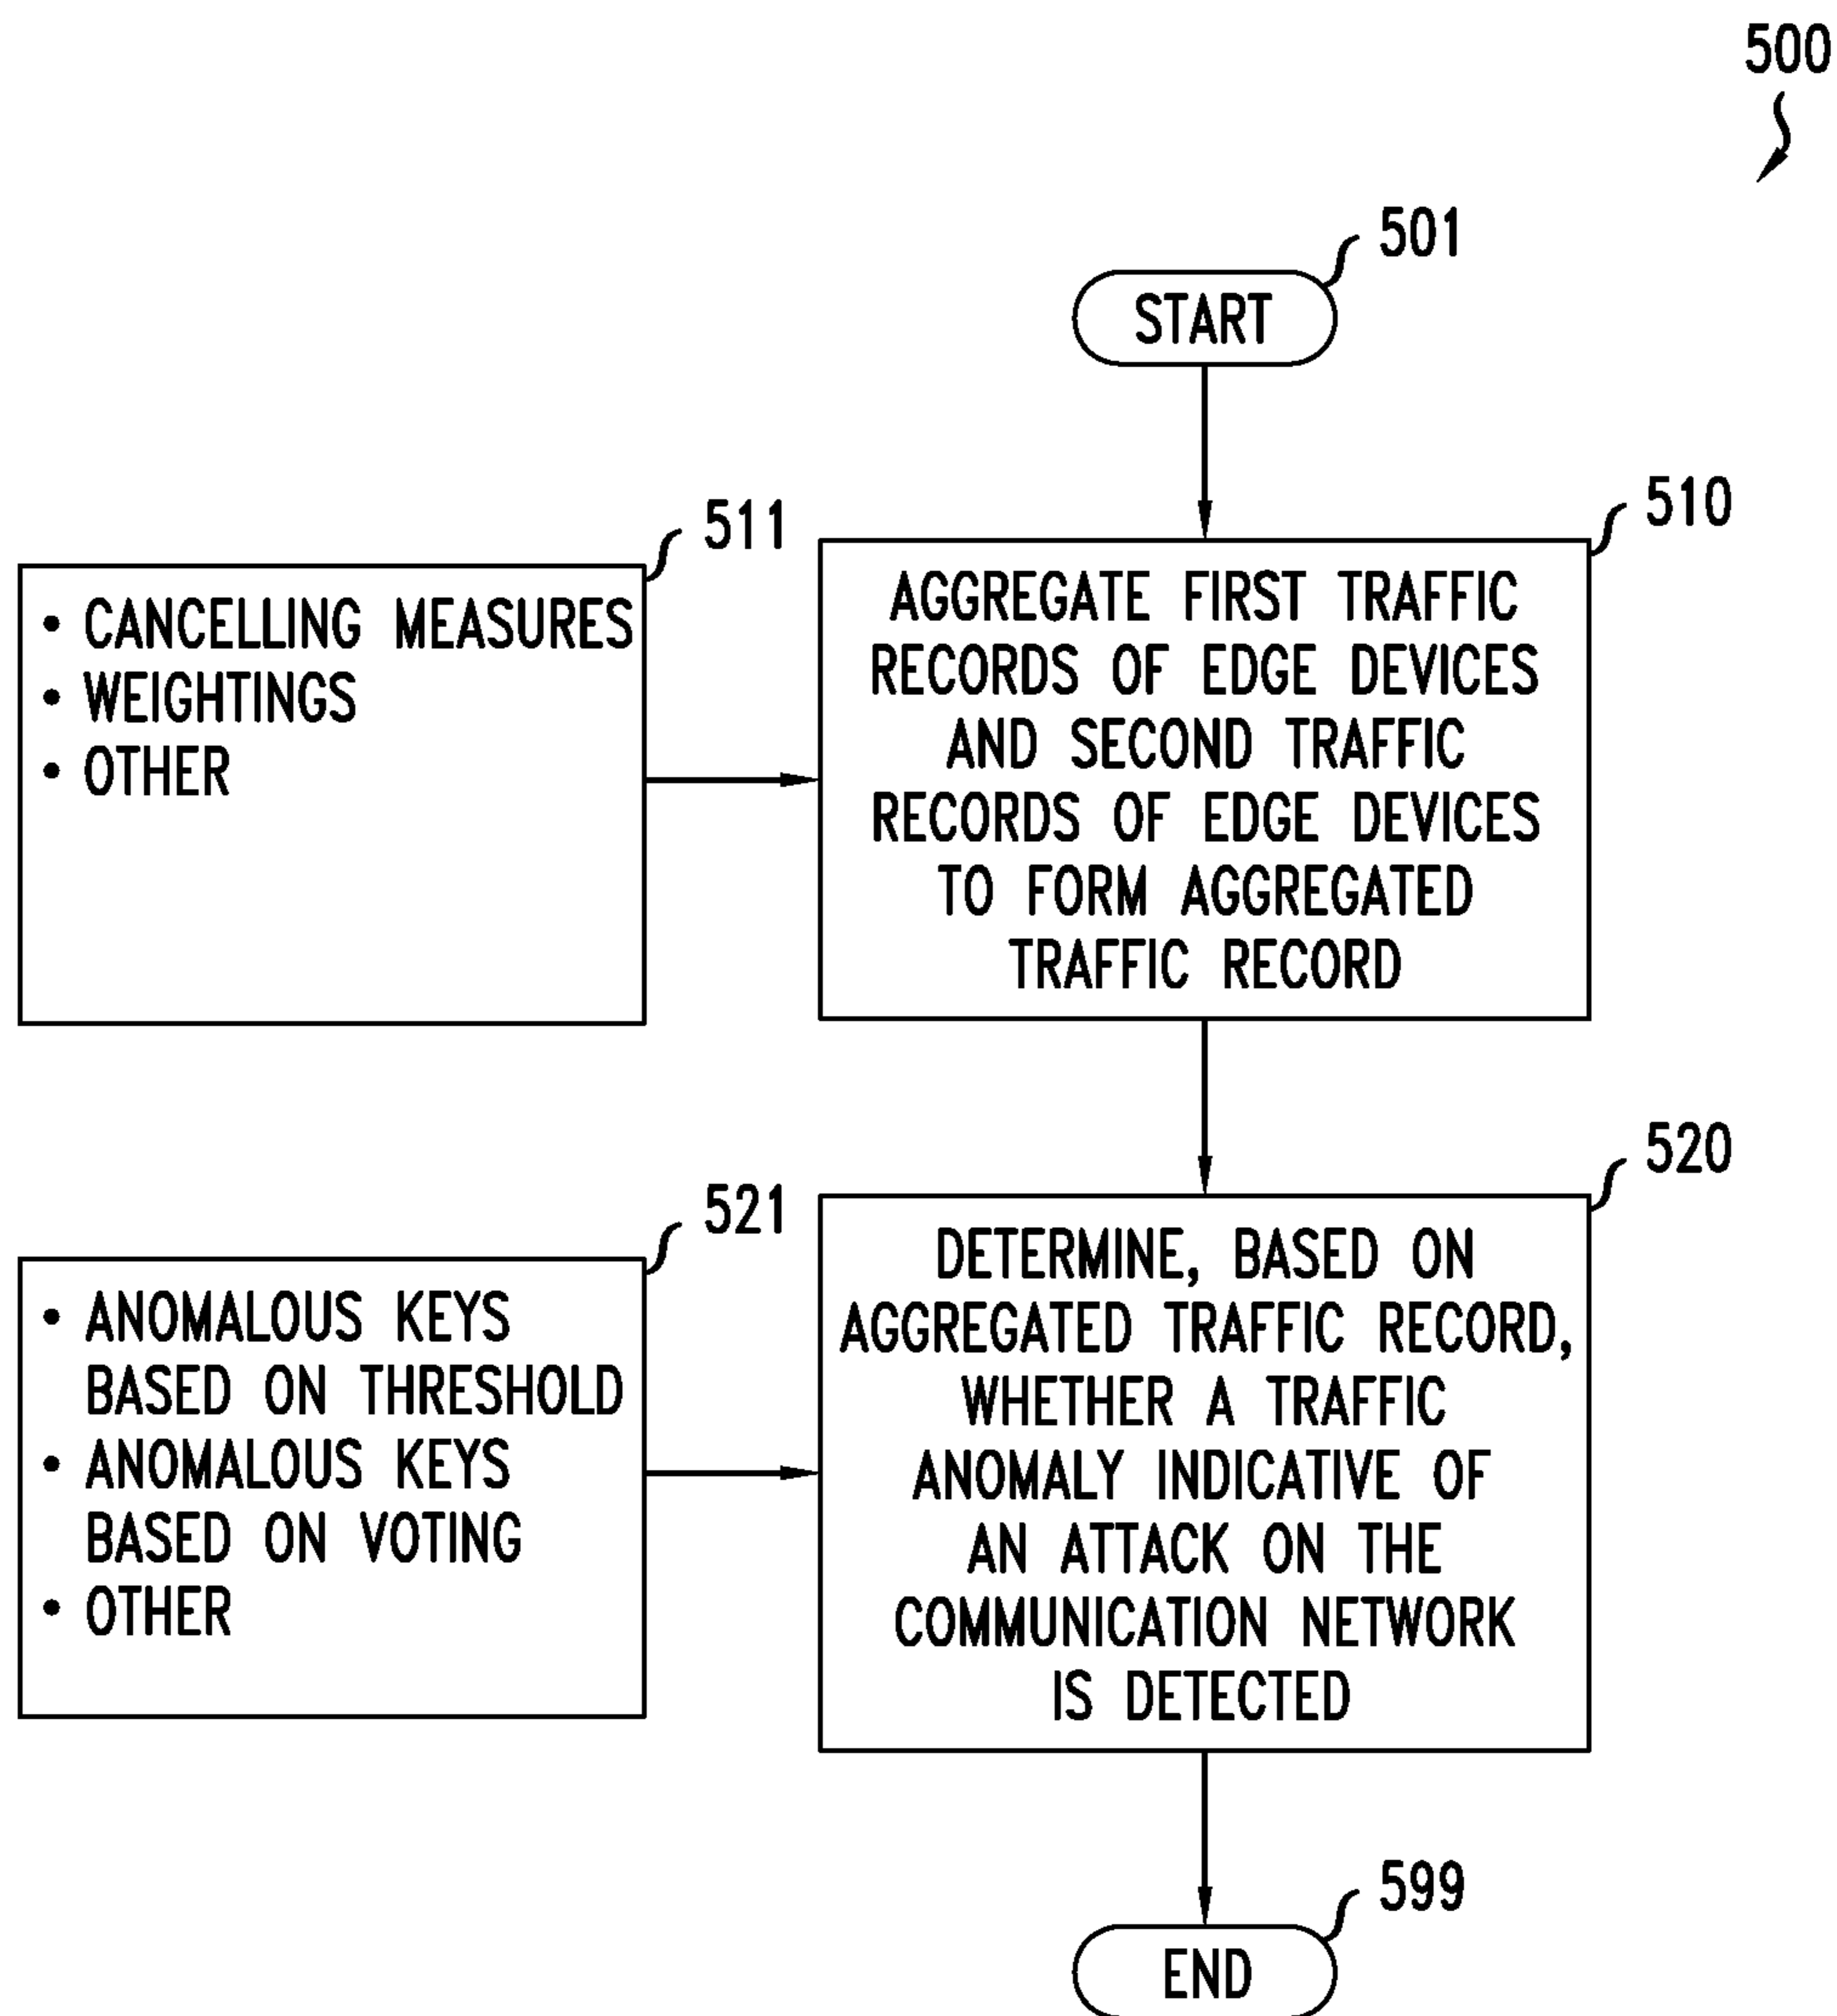 500
501
START
511
• CANCELLING MEASURES
• WEIGHTINGS
• OTHER
510
AGGREGATE FIRST TRAFFIC
RECORDS OF EDGE DEVICES
AND SECOND TRAFFIC
RECORDS OF EDGE DEVICES
TO FORM AGGREGATED
TRAFFIC RECORD
521
• ANOMALOUS KEYS
BASED ON THRESHOLD
• ANOMALOUS KEYS
BASED ON VOTING
• OTHER
520
DETERMINE, BASED ON
AGGREGATED TRAFFIC RECORD,
WHETHER A TRAFFIC
ANOMALY INDICATIVE OF
AN ATTACK ON THE
COMMUNICATION NETWORK
IS DETECTED
599
END